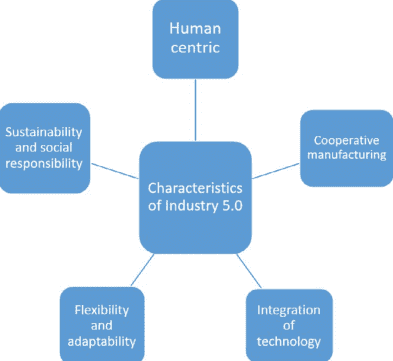 Human
centric
Sustainability
and social
responsibility
Cooperative
manufacturing
Characteristics
of Industry 5.0
Flexibility
and
adaptability
Integration
of
technology